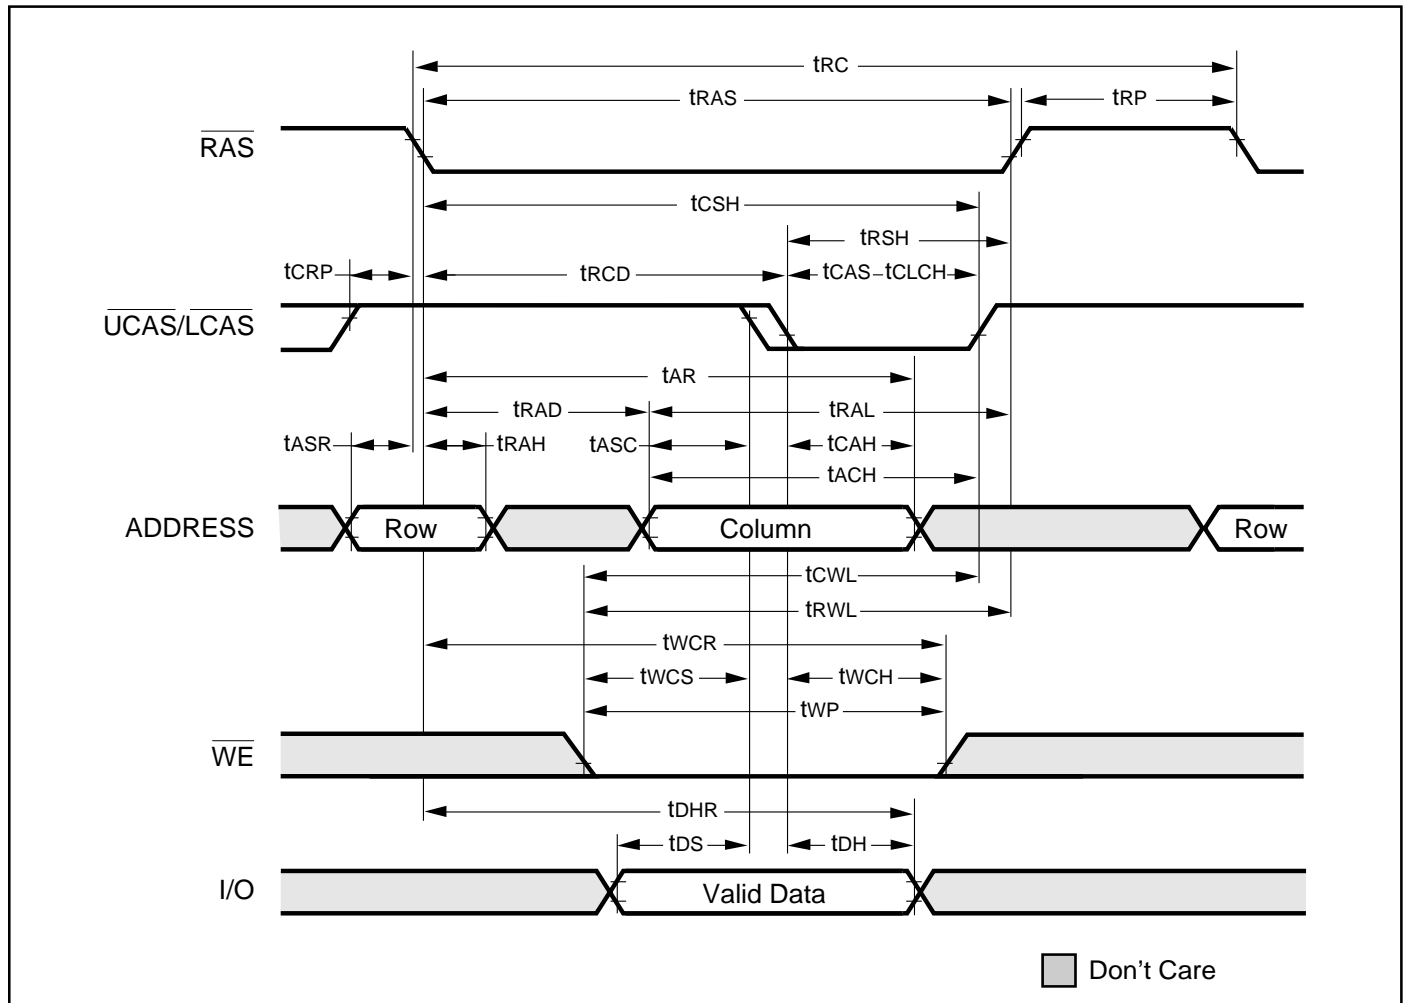 tRC
tRAS
tRP
RAS
tCSH
tRSH
tCRP
tRCD
tCAS tCLCH
UCAS/LCAS
tAR
tRAD
tRAL
tASR
tRAH
tASC
tCAH
tACH
ADDRESS
Row
Column
Row
tCWL
tRWL
tWCR
tWCS
tWCH
tWP
WE
tDHR
tDS
tDH
I/O
Valid Data
Don't Care